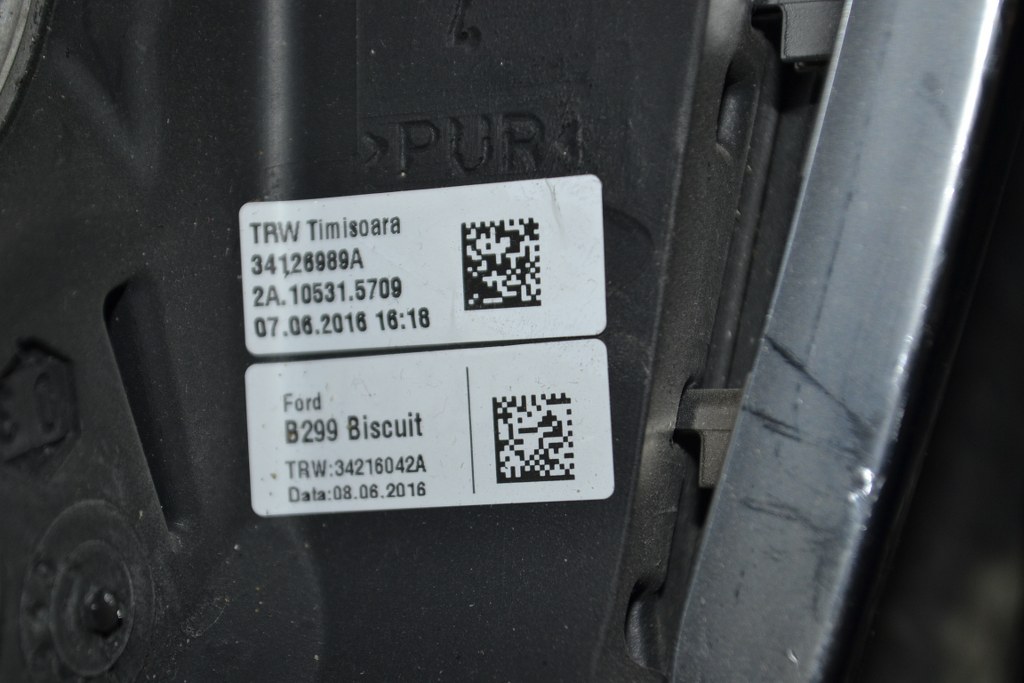 >PUR
TRW Timisoara
34126989A
2A.10531.5709
07.06.2016 16:18
Ford
B299 Biscuit
TRW:34216042A
Data:08.06.2016